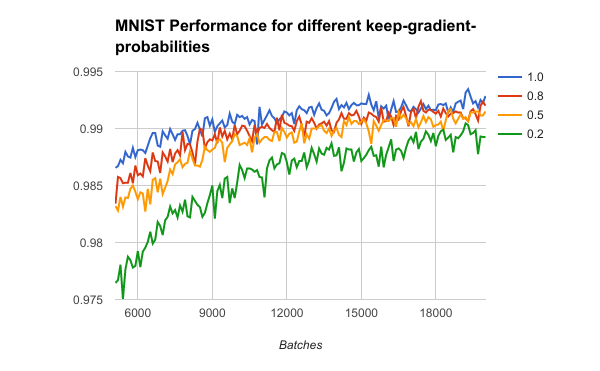 MNIST Performance for different keep-gradient-
probabilities
0.995
0.99
0.985
0.98
0.975
6000 9000 12000 15000 18000
Batches
1.0
0.8
0.5
0.2